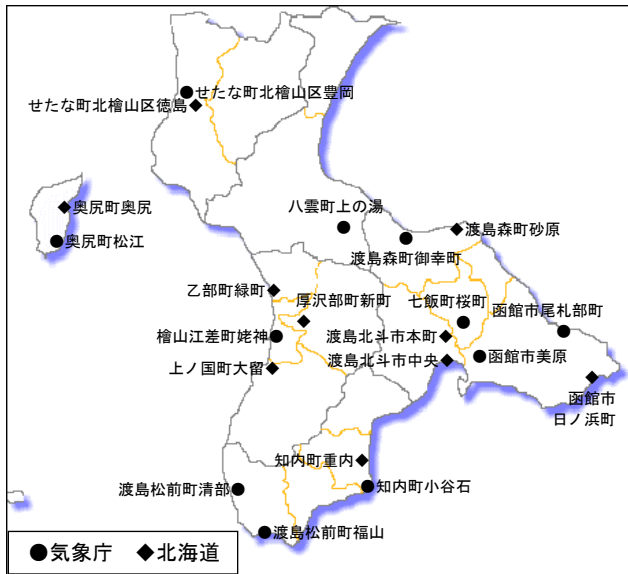 せたな町北檜山区豊岡
せたな町北檜山区徳島
奥尻町奥尻
奥尻町松江
八雲町上の湯
渡島森町砂原
渡島森町御幸町
乙部町緑町
厚沢部町新町
七飯町桜町
函館市尾札部町
檜山江差町姥神
渡島北斗市本町
渡島北斗市中央
函館市美原
上ノ国町大留
函館市
日ノ浜町
知内町重内
渡島松前町清部
知内町小谷石
渡島松前町福山
●気象庁 ◆北海道